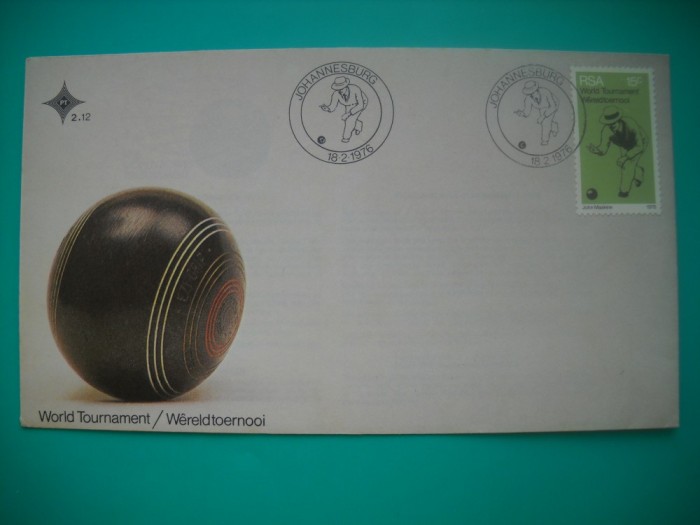 2.12
JOHANNESBURG
18·2·1976
JOHANNESBURG
18·2·1976
RSA 15c
World Tournament
Wêreldtoernooi
1976
World Tournament / Wêreldtoernooi